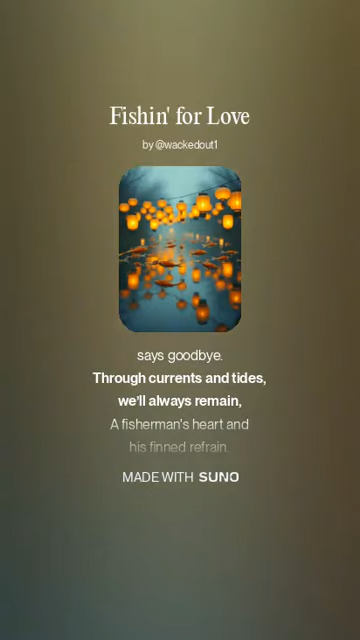 Fishin' for Love
by @wackedout1
says goodbye.
Through currents and tides,
we'll always remain,
A fisherman's heart and
his finned refrain.
MADE WITH SUNO